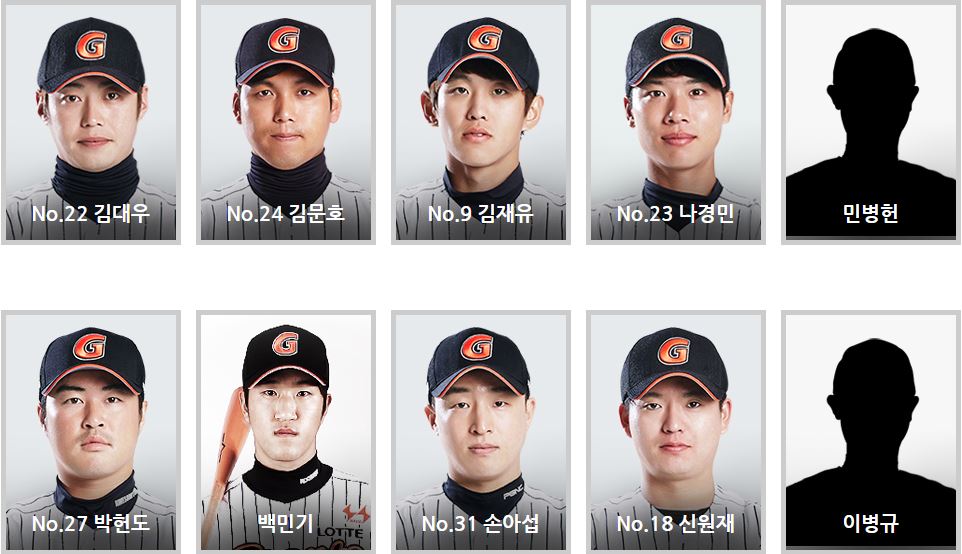 No.22 김대우
No.24 김문호
No.9 김재유
No.23 나경민
민병헌
No.27 박헌도
백민기
No.31 손아섭
No.18 신원재
이병규
G
G
G
G
G
G
G
G
LOTTE